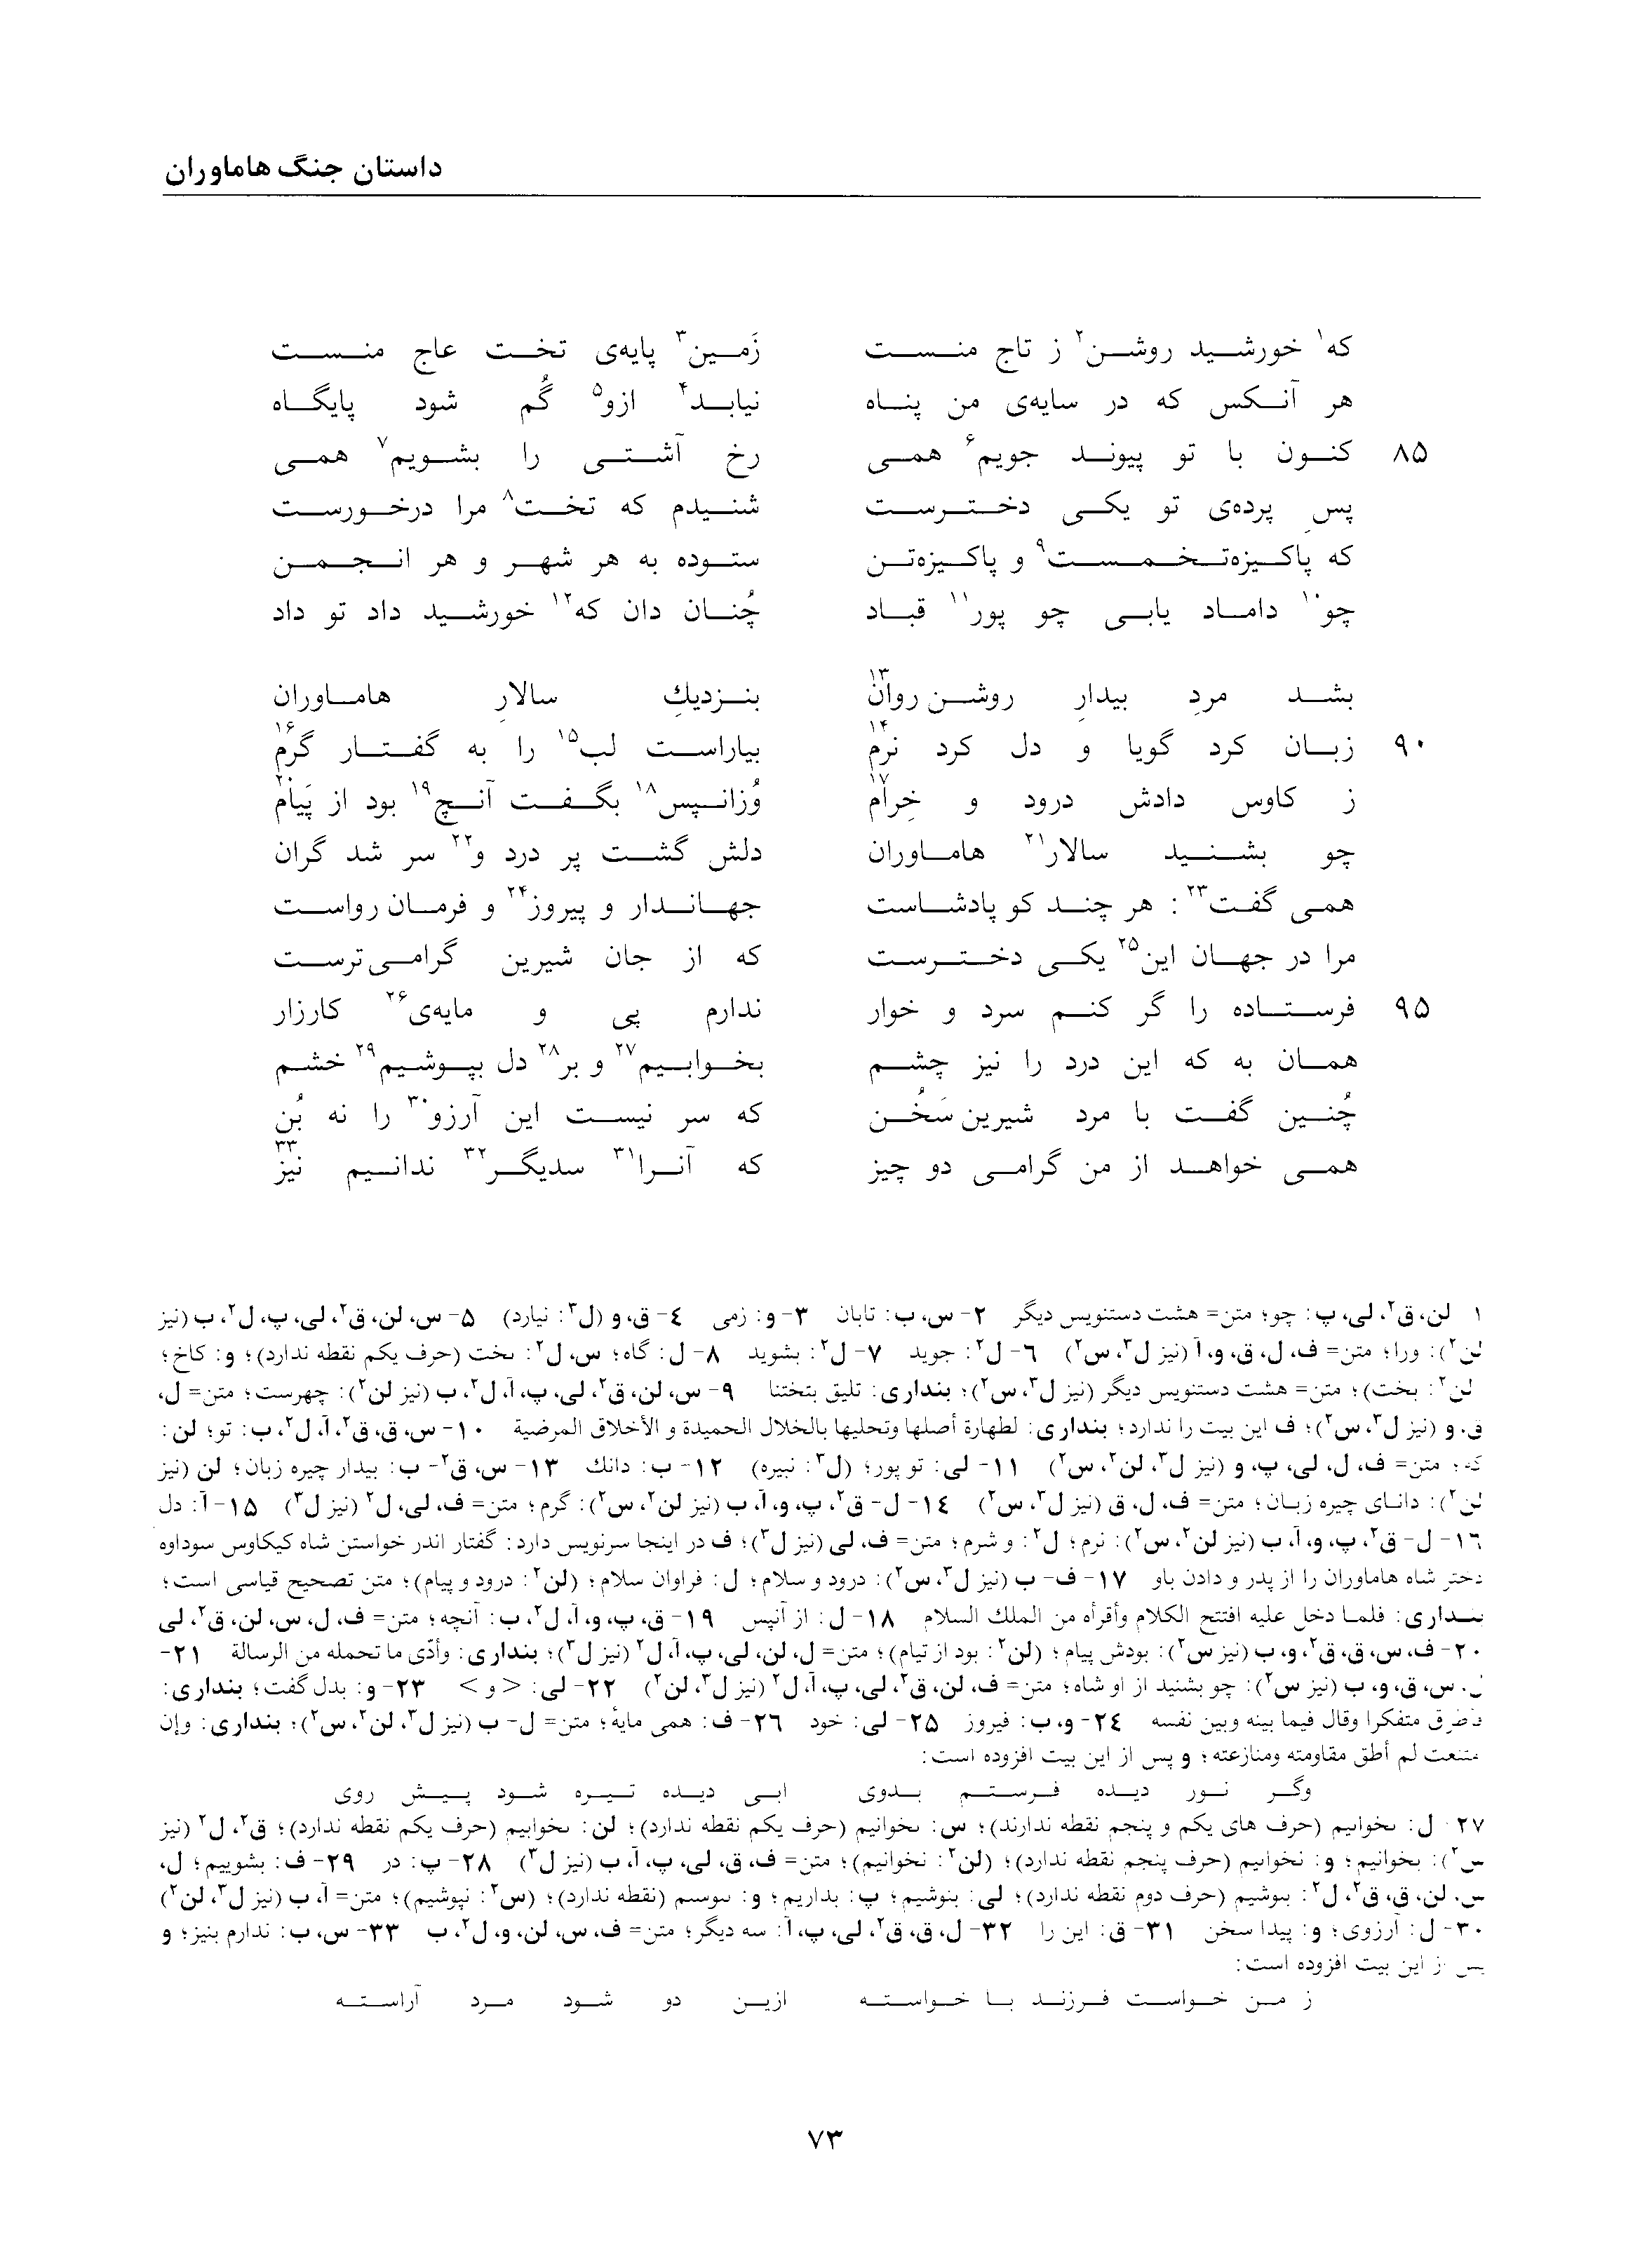 داستان جنگ هاماوران
که¹ خورشید روشن² ز تاج منست زَمین³ پایه‌ی تخت عاج منست
هر آنکس که در سایه‌ی من پناه نیابد⁴ ازو⁵ گُم شود پایگاه
۸۵ کنون با تو پیوند جویم⁶ همی رخ آشتی را بشویم⁷ همی
پسِ پرده‌ی تو یکی دخترست شنیدم که تخت⁸ مرا درخورست
که پاکیزه‌تخمست⁹ و پاکیزه‌تن ستوده به هر شهر و هر انجمن
چو¹⁰ داماد یابی چو پور¹¹ قباد چُنان دان که¹² خورشید داد تو داد
بشد مردِ بیدارِ روشن‌روان¹³ بنزدیكِ سالارِ هاماوران
۹۰ زبان کرد گویا و دل کرد نرم¹⁴ بیاراست لب¹⁵ را به گفتار گرم¹⁶
ز کاوس دادش درود و خِرام¹⁷ وُزانپس¹⁸ بگفت آنچ¹⁹ بود از پَیام²⁰
چو بشنید سالار²¹ هاماوران دلش گشت پر درد و²² سر شد گران
همی گفت²³: هر چند کو پادشاست جهاندار و پیروز²⁴ و فرمان‌رواست
مرا در جهان این²⁵ یکی دخترست که از جان شیرین گرامی‌ترست
۹۵ فرستاده را گر کنم سرد و خوار ندارم پی و مایه‌ی²⁶ کارزار
همان به که این درد را نیز چشم بخوابیم²⁷ و بر²⁸ دل بپوشیم²⁹ خشم
چُنین گفت با مرد شیرین‌سَخُن که سر نیست این آرزو³⁰ را نه بُن
همی خواهد از من گرامی دو چیز که آنرا³¹ سدیگر³² ندانیم نیز³³
۱ لن، ق²، لی، پ: چو؛ متن= هشت دستنویس دیگر ۲- س، ب: تابان ۳- و: زمی ٤- ق، و (ل³: نیارد) ۵- س، لن، ق²، لی، پ، ل²، ب (نیز
لن²): ورا؛ متن= ف، ل، ق، و، آ (نیز ل³، س²) ٦- ل²: جوید ۷- ل²: بشوید ۸- ل: گاه؛ س، ل²: ٮخت (حرف یکم نقطه ندارد)؛ و: کاخ؛
لن²: بخت)؛ متن= هشت دستنویس دیگر (نیز ل³، س²)؛ بنداری: تلیق بتختنا ۹- س، لن، ق²، لی، پ، آ، ل²، ب (نیز لن²): چهرست؛ متن= ل،
ق، و (نیز ل³، س²)؛ ف این بیت را ندارد؛ بنداری: لطهارة أصلها وتحلیها بالخلال الحمیدة و الأخلاق المرضیة ۱۰- س، ق، ق²، آ، ل²، ب: تو؛ لن:
که؛ متن= ف، ل، لی، پ، و (نیز ل³، لن²، س²) ۱۱- لی: تو پور؛ (ل³: نبیره) ۱۲- ب: دانك ۱۳- س، ق²- ب: بیدار چیره زبان؛ لن (نیز
لن²): دانای چیره زبان؛ متن= ف، ل، ق (نیز ل³، س²) ۱٤- ل- ق²، پ، و، آ، ب (نیز لن²، س²): گرم؛ متن= ف، لی، ل² (نیز ل³) ۱۵- آ: دل
۱٦- ل- ق²، پ، و، آ، ب (نیز لن²، س²): نرم؛ ل²: و شرم؛ متن= ف، لی (نیز ل³)؛ ف در اینجا سرنویس دارد: گفتار اندر خواستن شاه کیکاوس سوداوه
دختر شاه هاماوران را از پدر و دادن باو ۱۷- ف- ب (نیز ل³، س²): درود و سلام؛ ل: فراوان سلام؛ (لن²: درود و پیام)؛ متن تصحیح قیاسی است؛
بنداری: فلما دخل علیه افتتح الکلام وأقرأه من الملك السلام ۱۸- ل: از آنپس ۱۹- ق، پ، و، آ، ل²، ب: آنچه؛ متن= ف، ل، س، لن، ق²، لی
۲۰- ف، س، ق، ق²، و، ب (نیز س²): بودش پیام؛ (لن²: بود از تیام)؛ متن= ل، لن، لی، پ، آ، ل² (نیز ل³)؛ بنداری: وأدّی ما تحمله من الرسالة ۲۱-
ل، س، ق، و، ب (نیز س²): چو بشنید از او شاه؛ متن= ف، لن، ق²، لی، پ، آ، ل² (نیز ل³، لن²) ۲۲- لی: <و> ۲۳- و: بدل گفت؛ بنداری:
فأطرق متفکرا وقال فیما بینه وبین نفسه ۲٤- و، ب: فیروز ۲۵- لی: خود ۲٦- ف: همی مایهٔ؛ متن= ل- ب (نیز ل³، لن²، س²)؛ بنداری: وإن
متنعت لم أطق مقاومته ومنازعته؛ و پس از این بیت افزوده است:
وگر نور دیده فرستم بدوی ابی دیده تیره شود پیش روی
۲۷ ل: ٮخواٮیم (حرف های یکم و پنجم نقطه ندارند)؛ س: ٮخوانیم (حرف یکم نقطه ندارد)؛ لن: ٮخوابیم (حرف یکم نقطه ندارد)؛ ق²، ل² (نیز
س²): بخوانیم؛ و: نخواٮیم (حرف پنجم نقطه ندارد)؛ (لن²: نخوانیم)؛ متن= ف، ق، لی، پ، آ، ب (نیز ل³) ۲۸- پ: در ۲۹- ف: بشوییم؛ ل،
س، لن، ق، ق²، ل²: بٮوشیم (حرف دوم نقطه ندارد)؛ لی: بنوشیم؛ پ: بداریم؛ و: ٮٮوسٮم (نقطه ندارد)؛ (س²: نپوشیم)؛ متن= آ، ب (نیز ل³، لن²)
۳۰- ل: آرزوی؛ و: پیدا سخن ۳۱- ق: این را ۳۲- ل، ق، ق²، لی، پ، آ: سه دیگر؛ متن= ف، س، لن، و، ل²، ب ۳۳- س، ب: ندارم بنیز؛ و
پس از این بیت افزوده است:
ز من خواست فرزند با خواسته ازین دو شود مرد آراسته
۷۳